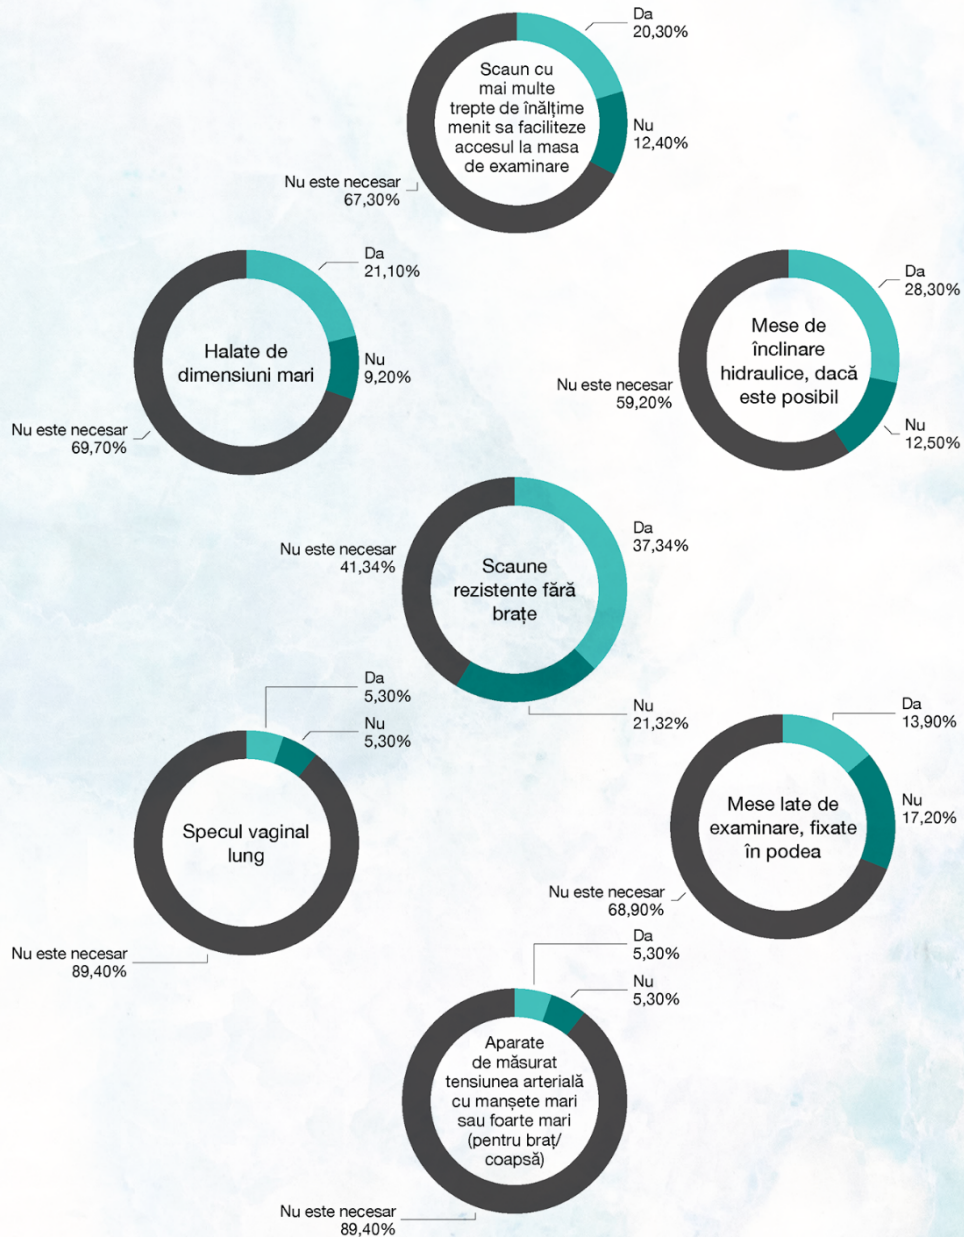 Da
20,30%
Scaun cu
mai multe
trepte de înălțime
menit sa faciliteze
accesul la masa
de examinare
Nu
12,40%
Nu este necesar
67,30%
Da
21,10%
Halate de
dimensiuni mari
Nu
9,20%
Nu este necesar
69,70%
Da
28,30%
Mese de
înclinare
hidraulice, dacă
este posibil
Nu este necesar
59,20%
Nu
12,50%
Da
37,34%
Nu este necesar
41,34%
Scaune
rezistente fără
brațe
Nu
21,32%
Da
5,30%
Nu
5,30%
Specul vaginal
lung
Nu este necesar
89,40%
Da
13,90%
Nu
17,20%
Mese late de
examinare, fixate
în podea
Nu este necesar
68,90%
Da
5,30%
Nu
5,30%
Aparate
de măsurat
tensiunea arterială
cu manșete mari
sau foarte mari
(pentru braț/
coapsă)
Nu este necesar
89,40%